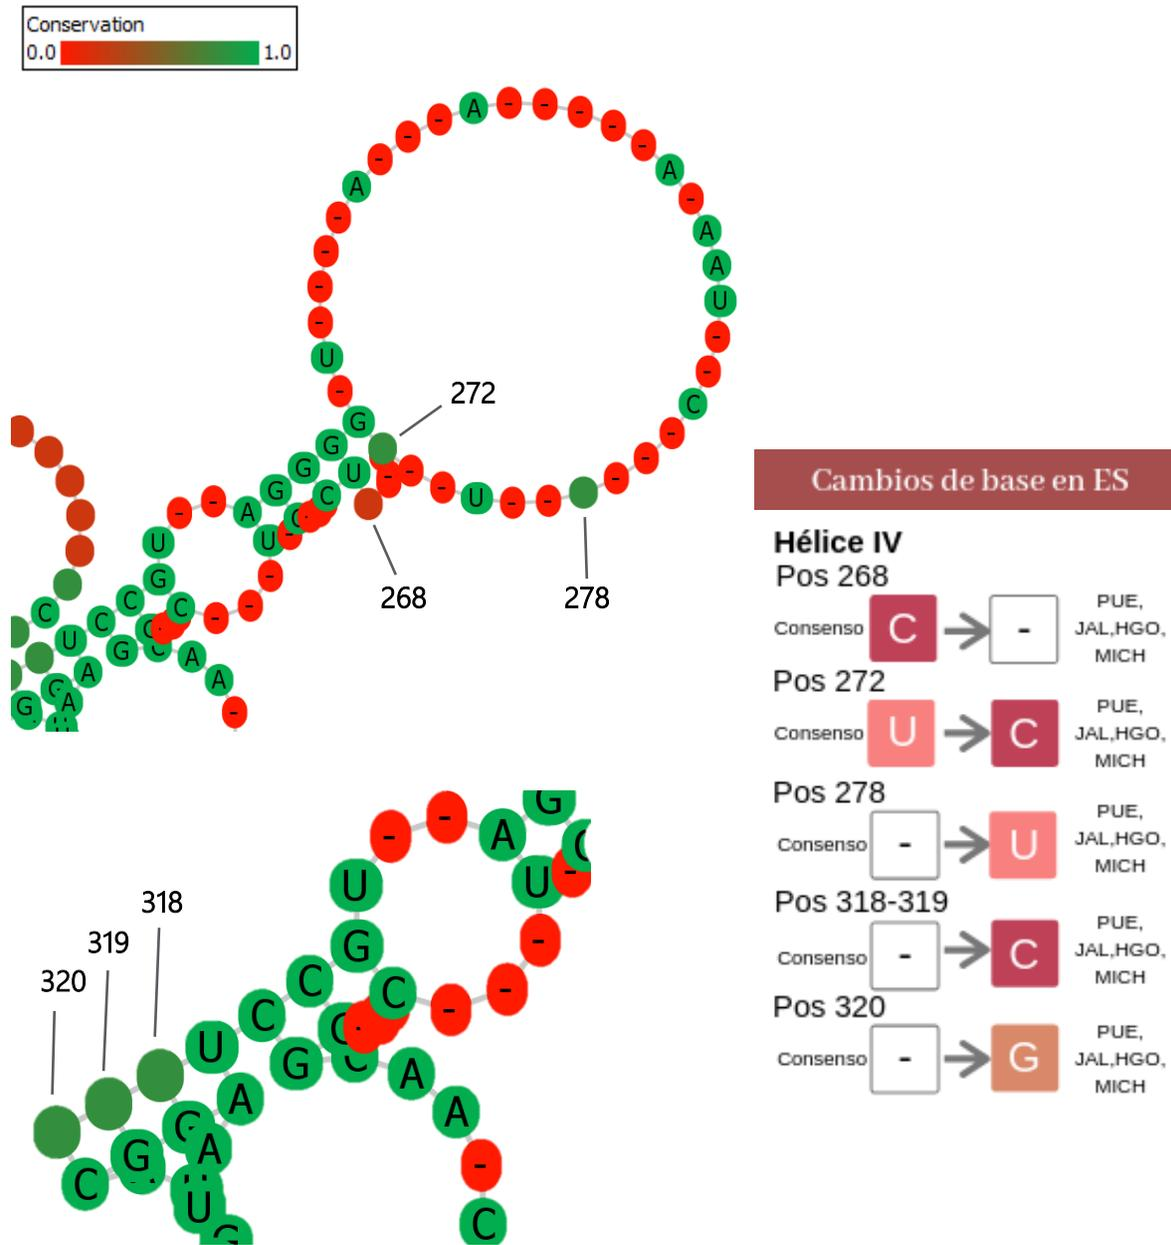 Conservation
0.0 1.0
A - - - - -
- - - A
A -
- A
- A
- U
- -
- -
U C
- -
272
G -
G U - - U - - -
G C
- - A G
268
278
U U -
G -
C C C - -
U C G C A
A A
G A -
G
Cambios de base en ES
Hélice IV
Pos 268
Consenso C - PUE,
JAL,HGO,
MICH
Pos 272
Consenso U C PUE,
JAL,HGO,
MICH
Pos 278
Consenso - U PUE,
JAL,HGO,
MICH
Pos 318-319
Consenso - C PUE,
JAL,HGO,
MICH
Pos 320
Consenso - G PUE,
JAL,HGO,
MICH
- - A G
U U -
318
319
320
G -
C C - -
U C G C A
A A
G A -
C G U C